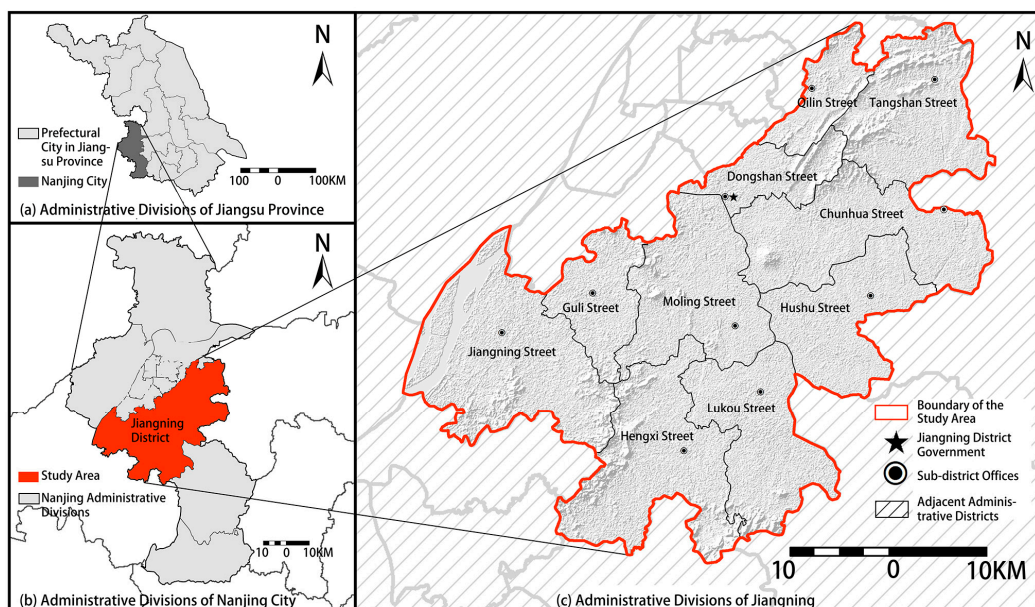 N
Prefectural
City in Jiang-
su Province
Nanjing City
100 0 100KM
(a) Administrative Divisions of Jiangsu Province
N
Jiangning
District
Study Area
Nanjing Administrative
Divisions
10 0 10KM
(b) Administrative Divisions of Nanjing City
N
Qilin Street
Tangshan Street
Dongshan Street
Chunhua Street
Guli Street
Moling Street
Hushu Street
Jiangning Street
Lukou Street
Hengxi Street
Boundary of the
Study Area
Jiangning District
Government
Sub-district Offices
Adjacent Adminis-
trative Districts
10 0 10KM
(c) Administrative Divisions of Jiangning